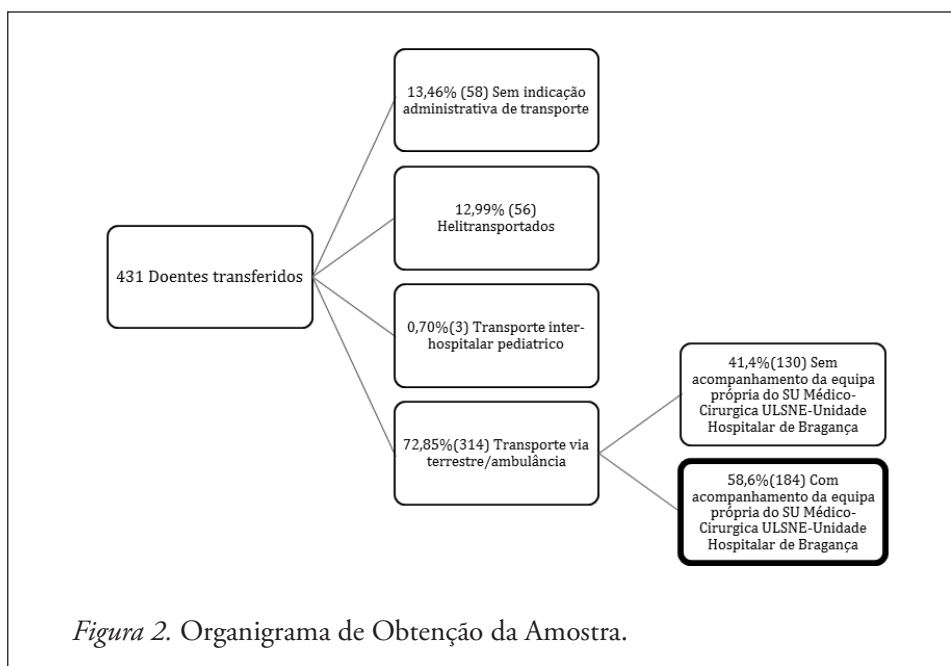 13,46% (58) Sem indicação
administrativa de transporte
12,99% (56)
Helitransportados
431 Doentes transferidos
0,70%(3) Transporte inter-
hospitalar pediatrico
72,85%(314) Transporte via
terrestre/ambulância
41,4%(130) Sem
acompanhamento da equipa
própria do SU Médico-
Cirurgica ULSNE-Unidade
Hospitalar de Bragança
58,6%(184) Com
acompanhamento da equipa
própria do SU Médico-
Cirurgica ULSNE-Unidade
Hospitalar de Bragança
Figura 2. Organigrama de Obtenção da Amostra.